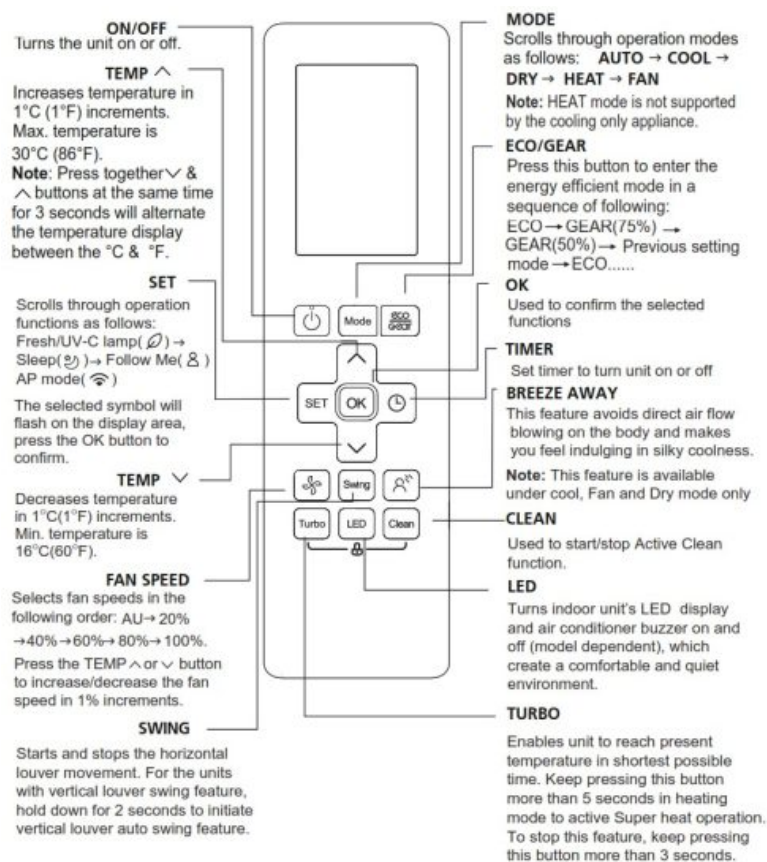 ON/OFF
Turns the unit on or off.
TEMP ︿
Increases temperature in
1°C (1°F) increments.
Max. temperature is
30°C (86°F).
Note: Press together﹀ &
︿ buttons at the same time
for 3 seconds will alternate
the temperature display
between the °C & °F.
SET
Scrolls through operation
functions as follows:
Fresh/UV-C lamp( ) →
Sleep( ) → Follow Me( )
AP mode( )
The selected symbol will
flash on the display area,
press the OK button to
confirm.
TEMP ﹀
Decreases temperature
in 1°C(1°F) increments.
Min. temperature is
16°C(60°F).
FAN SPEED
Selects fan speeds in the
following order: AU→ 20%
→40%→60%→ 80%→100%.
Press the TEMP ︿ or ﹀ button
to increase/decrease the fan
speed in 1% increments.
SWING
Starts and stops the horizontal
louver movement. For the units
with vertical louver swing feature,
hold down for 2 seconds to initiate
vertical louver auto swing feature.
Mode
eco
Gear
SET
OK
Swing
Turbo
LED
Clean
MODE
Scrolls through operation modes
as follows: AUTO → COOL →
DRY → HEAT → FAN
Note: HEAT mode is not supported
by the cooling only appliance.
ECO/GEAR
Press this button to enter the
energy efficient mode in a
sequence of following:
ECO → GEAR(75%) →
GEAR(50%) → Previous setting
mode → ECO......
OK
Used to confirm the selected
functions
TIMER
Set timer to turn unit on or off
BREEZE AWAY
This feature avoids direct air flow
blowing on the body and makes
you feel indulging in silky coolness.
Note: This feature is available
under cool, Fan and Dry mode only
CLEAN
Used to start/stop Active Clean
function.
LED
Turns indoor unit's LED display
and air conditioner buzzer on and
off (model dependent), which
create a comfortable and quiet
environment.
TURBO
Enables unit to reach present
temperature in shortest possible
time. Keep pressing this button
more than 5 seconds in heating
mode to active Super heat operation.
To stop this feature, keep pressing
this button more than 3 seconds.